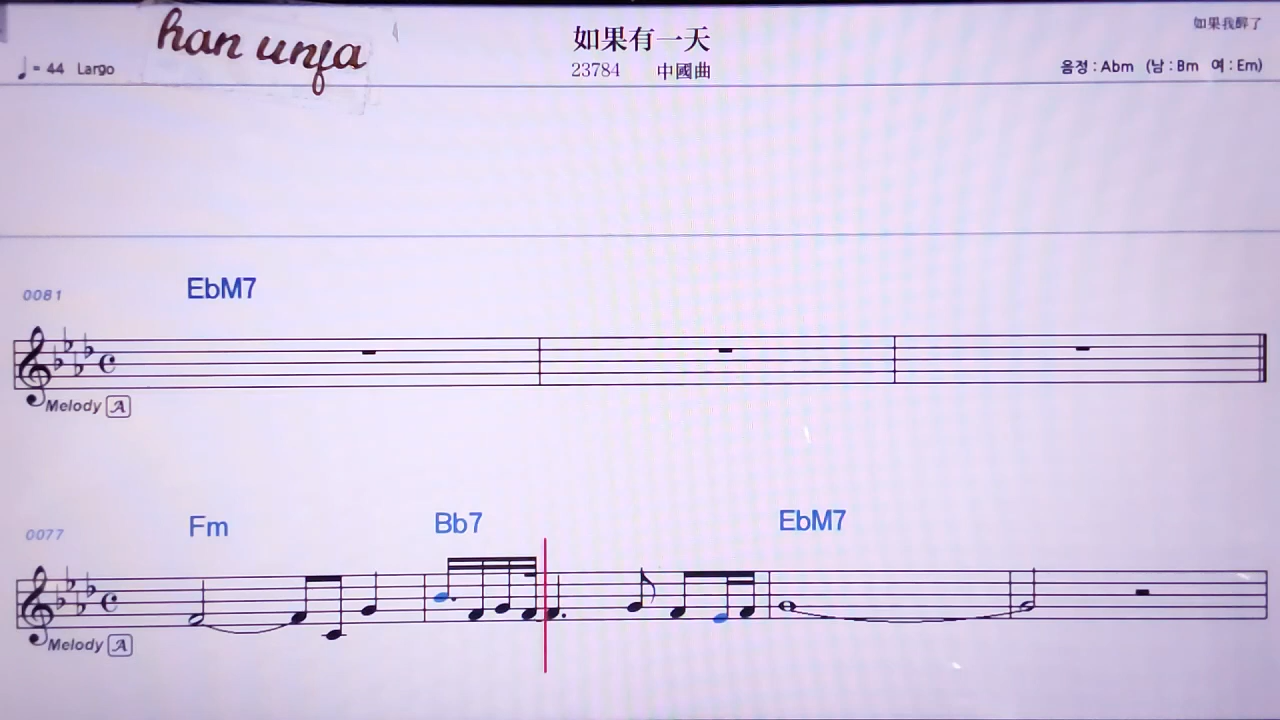 han unfa
如果有一天
如果我醉了
♩= 44 Largo
23784 中國曲
음정 : Abm (남 : Bm 여 : Em)
0081 EbM7
Melody A
0077 Fm Bb7 EbM7
Melody A